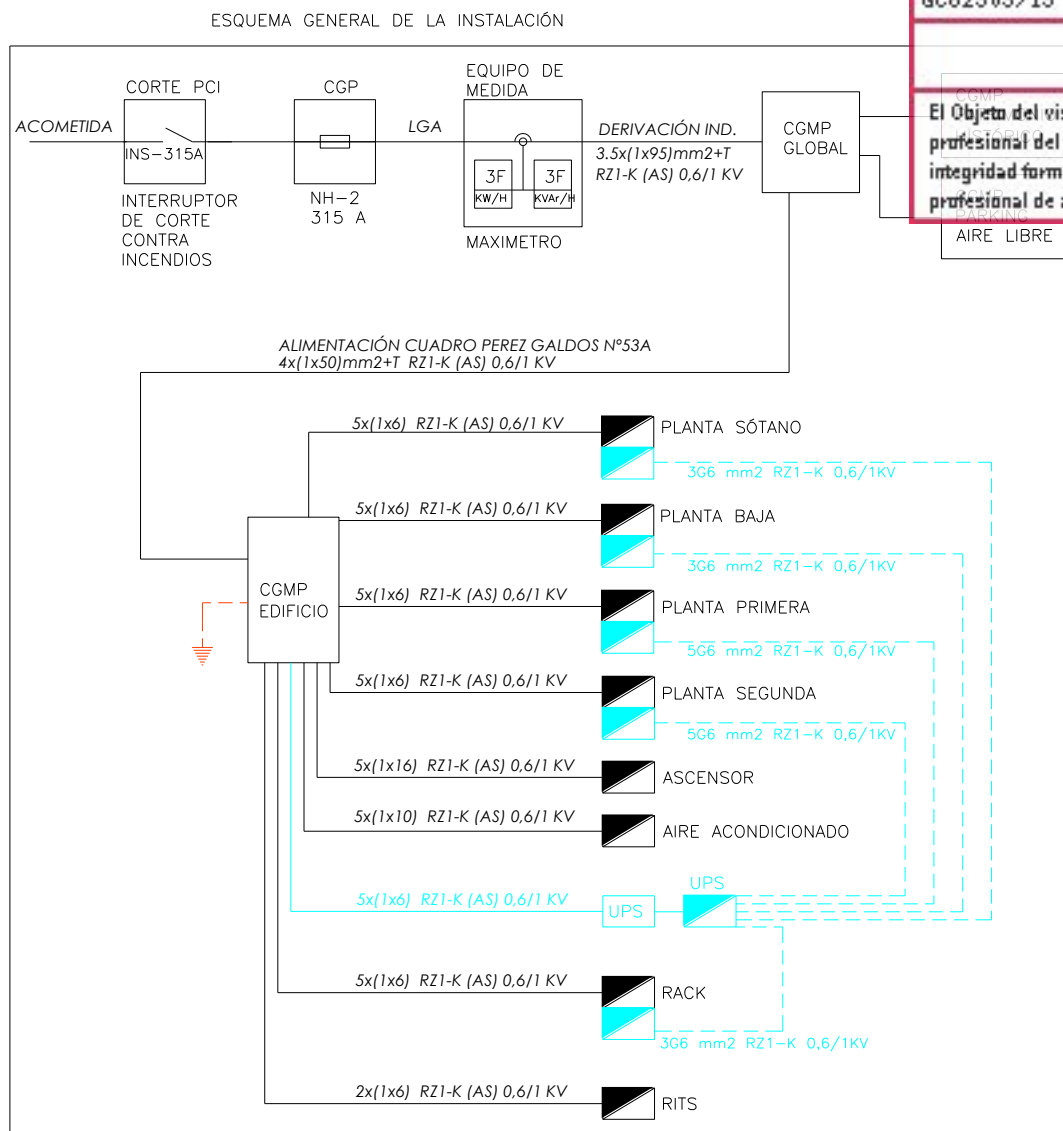 ESQUEMA GENERAL DE LA INSTALACIÓN
El Objeto del
profesional del
integridad
profesional de
CGMP
HISTÓRICO
CGMP
PARKING
AIRE LIBRE
ACOMETIDA
CORTE PCI
INS-315A
INTERRUPTOR
DE CORTE
CONTRA
INCENDIOS
CGP
NH-2
315 A
LGA
EQUIPO DE
MEDIDA
3F
KW/H
3F
KVAr/H
MAXIMETRO
DERIVACIÓN IND.
3.5x(1x95)mm2+T
RZ1-K (AS) 0,6/1 KV
CGMP
GLOBAL
ALIMENTACIÓN CUADRO PEREZ GALDOS Nº53A
4x(1x50)mm2+T RZ1-K (AS) 0,6/1 KV
CGMP
EDIFICIO
5x(1x6) RZ1-K (AS) 0,6/1 KV
PLANTA SÓTANO
3G6 mm2 RZ1-K 0,6/1KV
5x(1x6) RZ1-K (AS) 0,6/1 KV
PLANTA BAJA
3G6 mm2 RZ1-K 0,6/1KV
5x(1x6) RZ1-K (AS) 0,6/1 KV
PLANTA PRIMERA
5G6 mm2 RZ1-K 0,6/1KV
5x(1x6) RZ1-K (AS) 0,6/1 KV
PLANTA SEGUNDA
5G6 mm2 RZ1-K 0,6/1KV
5x(1x16) RZ1-K (AS) 0,6/1 KV
ASCENSOR
5x(1x10) RZ1-K (AS) 0,6/1 KV
AIRE ACONDICIONADO
5x(1x6) RZ1-K (AS) 0,6/1 KV
UPS
UPS
5x(1x6) RZ1-K (AS) 0,6/1 KV
RACK
3G6 mm2 RZ1-K 0,6/1KV
2x(1x6) RZ1-K (AS) 0,6/1 KV
RITS